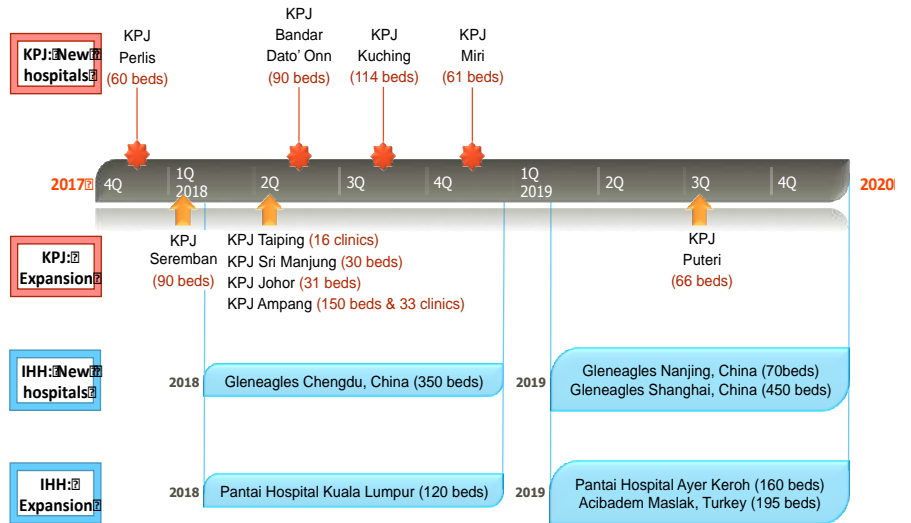 KPJ: New
hospitals
KPJ
Perlis
(60 beds)
KPJ
Bandar
Dato' Onn
(90 beds)
KPJ
Kuching
(114 beds)
KPJ
Miri
(61 beds)
2017
4Q
1Q
2018
2Q
3Q
4Q
1Q
2019
2Q
3Q
4Q
2020
KPJ:
Expansion
KPJ
Seremban
(90 beds)
KPJ Taiping (16 clinics)
KPJ Sri Manjung (30 beds)
KPJ Johor (31 beds)
KPJ Ampang (150 beds & 33 clinics)
KPJ
Puteri
(66 beds)
IHH: New
hospitals
2018
Gleneagles Chengdu, China (350 beds)
2019
Gleneagles Nanjing, China (70beds)
Gleneagles Shanghai, China (450 beds)
IHH:
Expansion
2018
Pantai Hospital Kuala Lumpur (120 beds)
2019
Pantai Hospital Ayer Keroh (160 beds)
Acibadem Maslak, Turkey (195 beds)